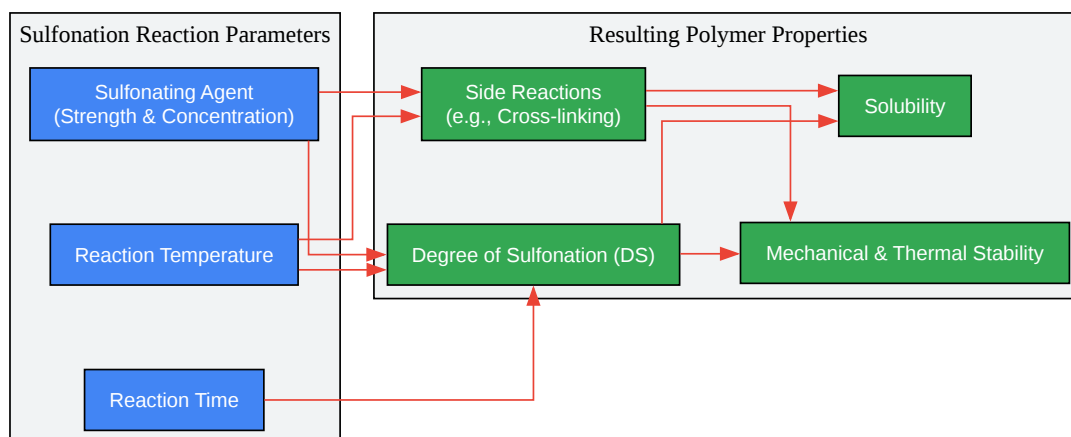 Sulfonation Reaction Parameters
Sulfonating Agent
(Strength & Concentration)
Reaction Temperature
Reaction Time
Resulting Polymer Properties
Side Reactions
(e.g., Cross-linking)
Solubility
Degree of Sulfonation (DS)
Mechanical & Thermal Stability